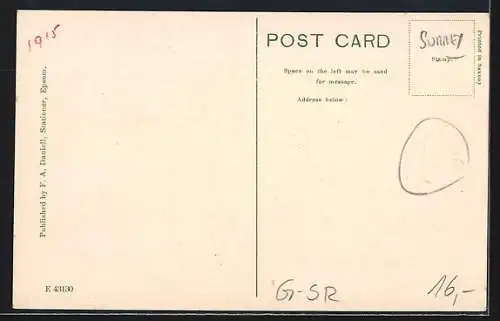 1915
Published by F. A. Daniell, Stationer, Epsom.
E 43130
POST CARD
Space on the left may be used
for message.
Address below:
SURREY
Printed in Saxony
G-SR
16,-